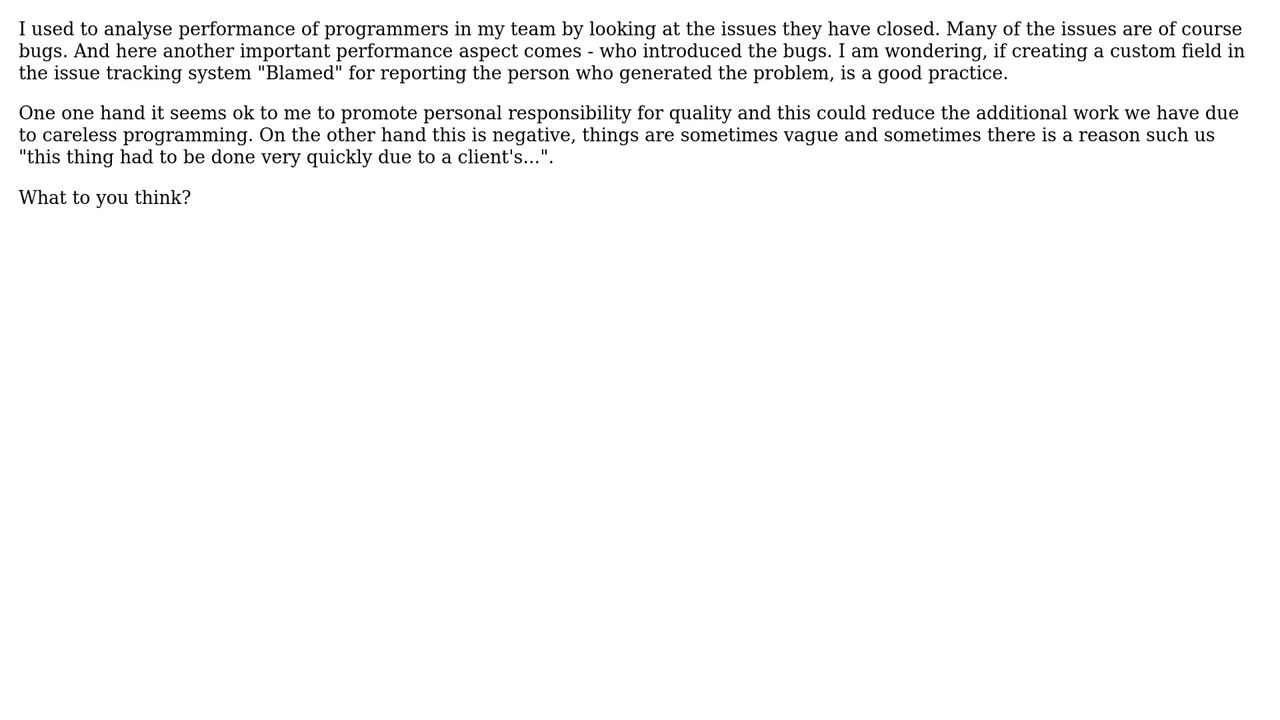 I used to analyse performance of programmers in my team by looking at the issues they have closed. Many of the issues are of course
bugs. And here another important performance aspect comes - who introduced the bugs. I am wondering, if creating a custom field in
the issue tracking system "Blamed" for reporting the person who generated the problem, is a good practice.
One one hand it seems ok to me to promote personal responsibility for quality and this could reduce the additional work we have due
to careless programming. On the other hand this is negative, things are sometimes vague and sometimes there is a reason such us
"this thing had to be done very quickly due to a client's...".
What to you think?